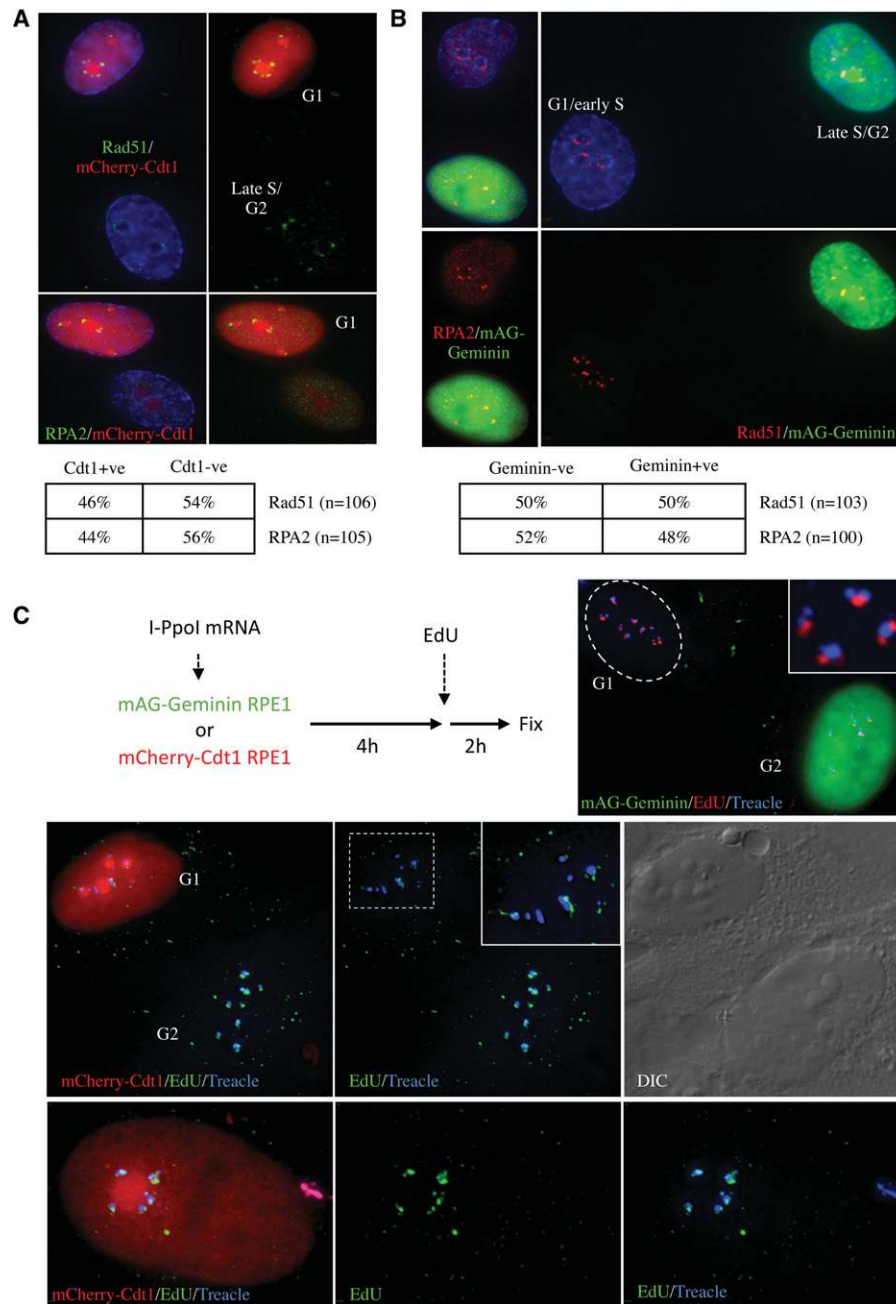 A
G1
Rad51/
mCherry-Cdt1
Late S/
G2
G1
RPA2/mCherry-Cdt1
Cdt1+ve Cdt1-ve
46% 54% Rad51 (n=106)
44% 56% RPA2 (n=105)
B
G1/early S
Late S/G2
RPA2/mAG-
Geminin
Rad51/mAG-Geminin
Geminin-ve Geminin+ve
50% 50% Rad51 (n=103)
52% 48% RPA2 (n=100)
C
I-PpoI mRNA
EdU
mAG-Geminin RPE1
or
mCherry-Cdt1 RPE1
4h
2h
Fix
G1
G2
mAG-Geminin/EdU/Treacle
G1
G2
mCherry-Cdt1/EdU/Treacle
EdU/Treacle
DIC
mCherry-Cdt1/EdU/Treacle
EdU
EdU/Treacle